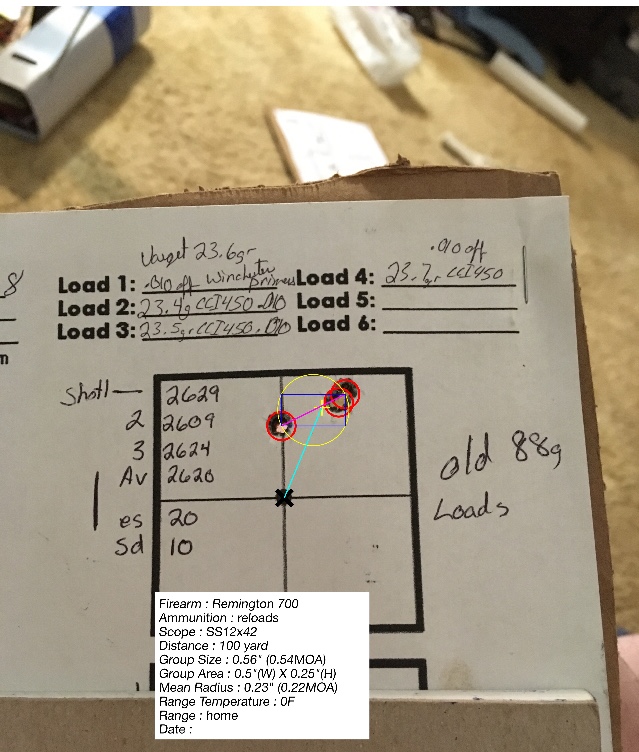 Target 23.6gr
.010 off Winchester primers
Load 1:
Load 2: 23.4g CCI450 .010
Load 3: 23.5gr CCI450 .010
.010 off
Load 4: 23.7gr CCI450
Load 5:
Load 6:
8
m
Shot1— 2629
2 2609
3 2624
Av 2620
es 20
Sd 10
old 88g
Loads
Firearm : Remington 700
Ammunition : reloads
Scope : SS12x42
Distance : 100 yard
Group Size : 0.56" (0.54MOA)
Group Area : 0.5"(W) X 0.25"(H)
Mean Radius : 0.23" (0.22MOA)
Range Temperature : 0F
Range : home
Date :